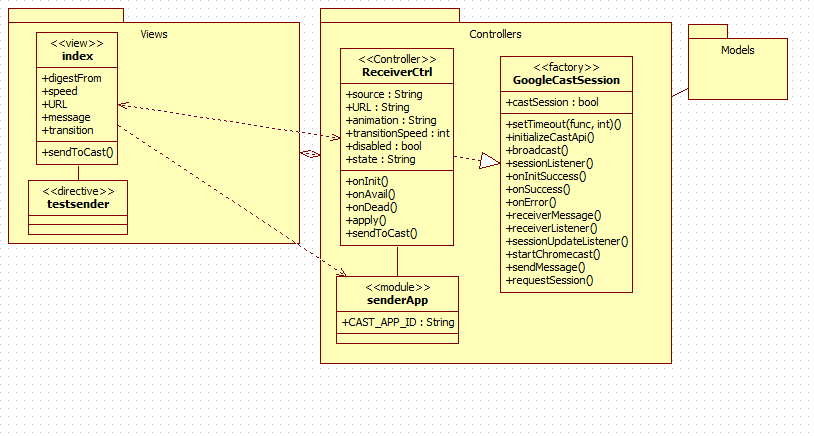 Views
<<view>>
index
+digestFrom
+speed
+URL
+message
+transition
+sendToCast()
<<directive>>
testsender
Controllers
<<Controller>>
ReceiverCtrl
+source : String
+URL : String
+animation : String
+transitionSpeed : int
+disabled : bool
+state : String
+onInit()
+onAvail()
+onDead()
+apply()
+sendToCast()
<<module>>
senderApp
+CAST_APP_ID : String
<<factory>>
GoogleCastSession
+castSession : bool
+setTimeout(func, int)()
+initializeCastApi()
+broadcast()
+sessionListener()
+onInitSuccess()
+onSuccess()
+onError()
+receiverMessage()
+receiverListener()
+sessionUpdateListener()
+startChromecast()
+sendMessage()
+requestSession()
Models